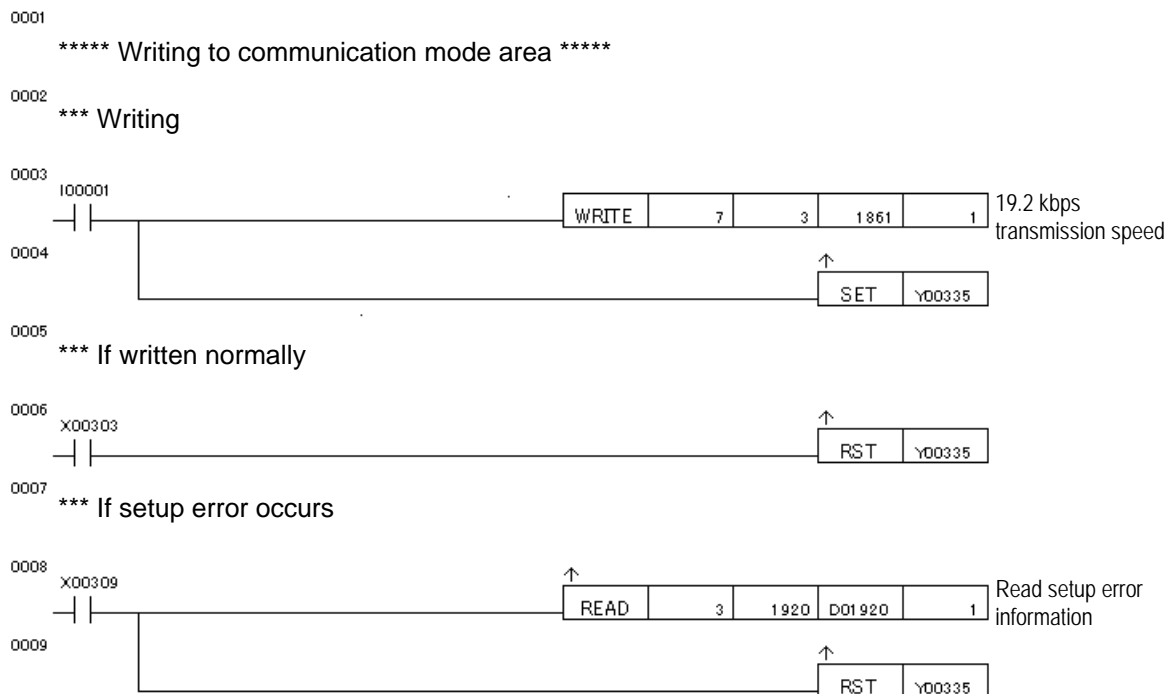 0001
***** Writing to communication mode area *****
0002
*** Writing
0003
I00001
WRITE 7 3 1861 1 19.2 kbps
transmission speed
0004
↑
SET Y00335
0005
*** If written normally
0006
X00303
↑
RST Y00335
0007
*** If setup error occurs
0008
X00309
↑
READ 3 1920 D01920 1 Read setup error
information
0009
↑
RST Y00335